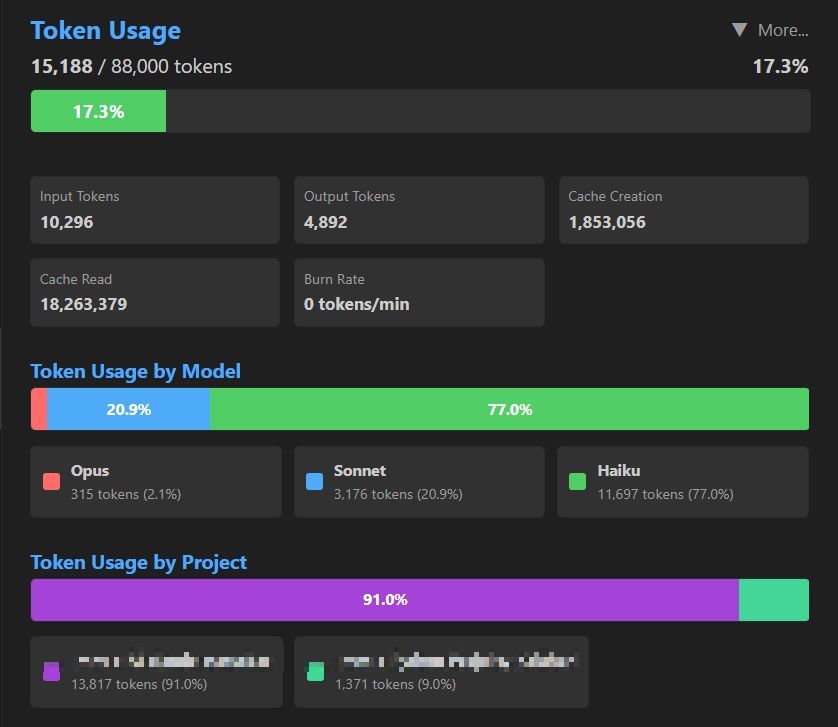 Token Usage
▼ More...
15,188 / 88,000 tokens
17.3%
17.3%
Input Tokens
10,296
Output Tokens
4,892
Cache Creation
1,853,056
Cache Read
18,263,379
Burn Rate
0 tokens/min
Token Usage by Model
20.9%
77.0%
Opus
315 tokens (2.1%)
Sonnet
3,176 tokens (20.9%)
Haiku
11,697 tokens (77.0%)
Token Usage by Project
91.0%
13,817 tokens (91.0%)
1,371 tokens (9.0%)